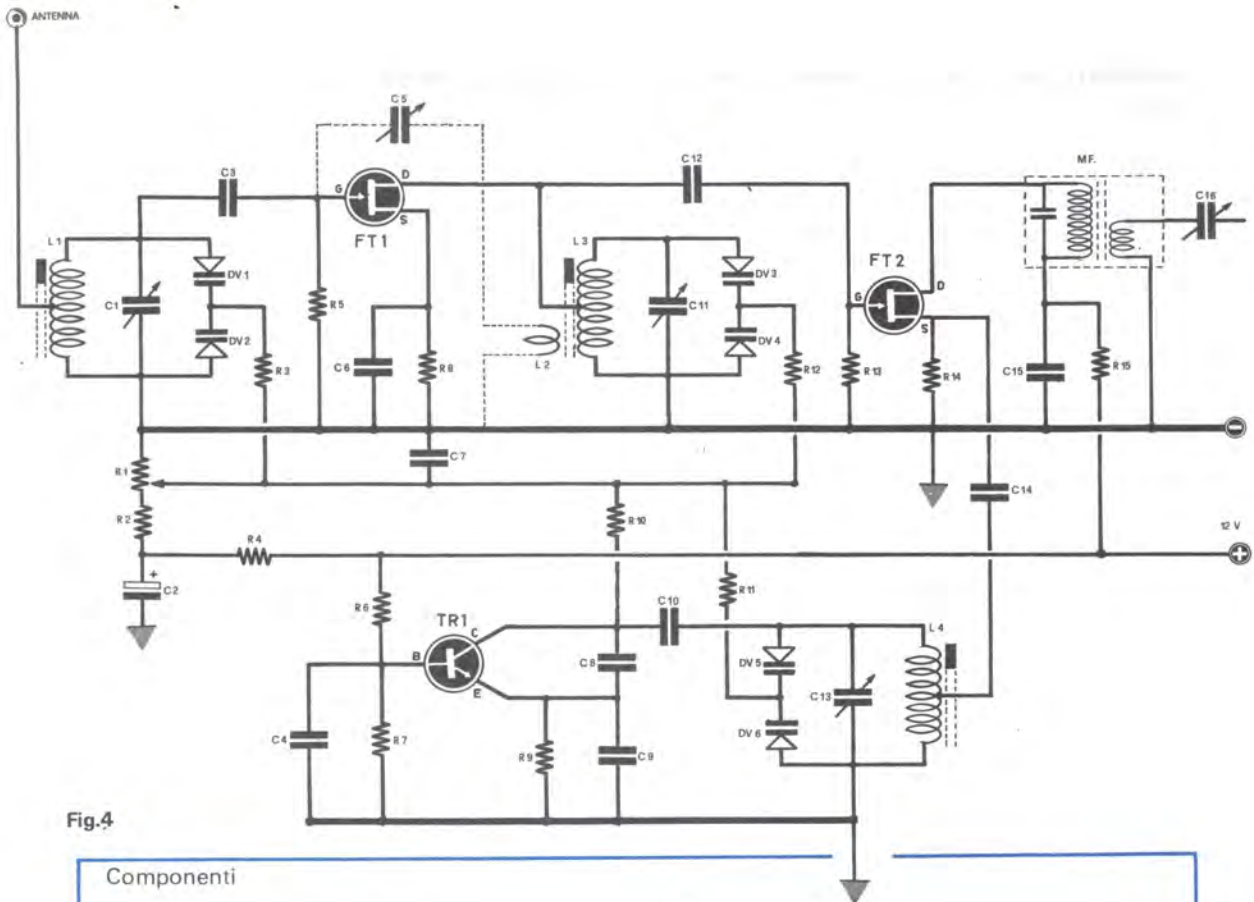 ANTENNA
C5
C3
G
D
S
FT1
C12
M.F.
C16
L1
C1
DV1
DV2
R3
R5
C6
R8
L2
L3
C11
DV3
DV4
R12
FT2
G
D
S
R13
R14
C15
R15
C7
R1
R2
R4
C2
R10
C14
12 V
R6
R11
TR1
B
C
E
C10
C8
C4
R7
R9
C9
DV5
DV6
C13
L4
Fig.4
Componenti